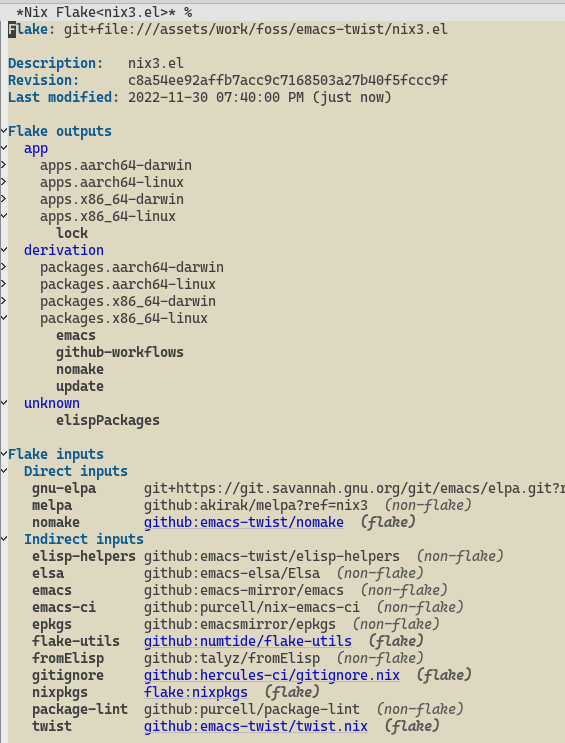 *Nix Flake<nix3.el>* %
Flake: git+file:///assets/work/foss/emacs-twist/nix3.el
Description: nix3.el
Revision: c8a54ee92affb7acc9c7168503a27b40f5fccc9f
Last modified: 2022-11-30 07:40:00 PM (just now)
Flake outputs
app
apps.aarch64-darwin
apps.aarch64-linux
apps.x86_64-darwin
apps.x86_64-linux
lock
derivation
packages.aarch64-darwin
packages.aarch64-linux
packages.x86_64-darwin
packages.x86_64-linux
emacs
github-workflows
nomake
update
unknown
elispPackages
Flake inputs
Direct inputs
gnu-elpa git+https://git.savannah.gnu.org/git/emacs/elpa.git?r
melpa github:akirak/melpa?ref=nix3 (non-flake)
nomake github:emacs-twist/nomake (flake)
Indirect inputs
elisp-helpers github:emacs-twist/elisp-helpers (non-flake)
elsa github:emacs-elsa/Elsa (non-flake)
emacs github:emacs-mirror/emacs (non-flake)
emacs-ci github:purcell/nix-emacs-ci (non-flake)
epkgs github:emacsmirror/epkgs (non-flake)
flake-utils github:numtide/flake-utils (flake)
fromElisp github:talyz/fromElisp (non-flake)
gitignore github:hercules-ci/gitignore.nix (flake)
nixpkgs flake:nixpkgs (flake)
package-lint github:purcell/package-lint (non-flake)
twist github:emacs-twist/twist.nix (flake)